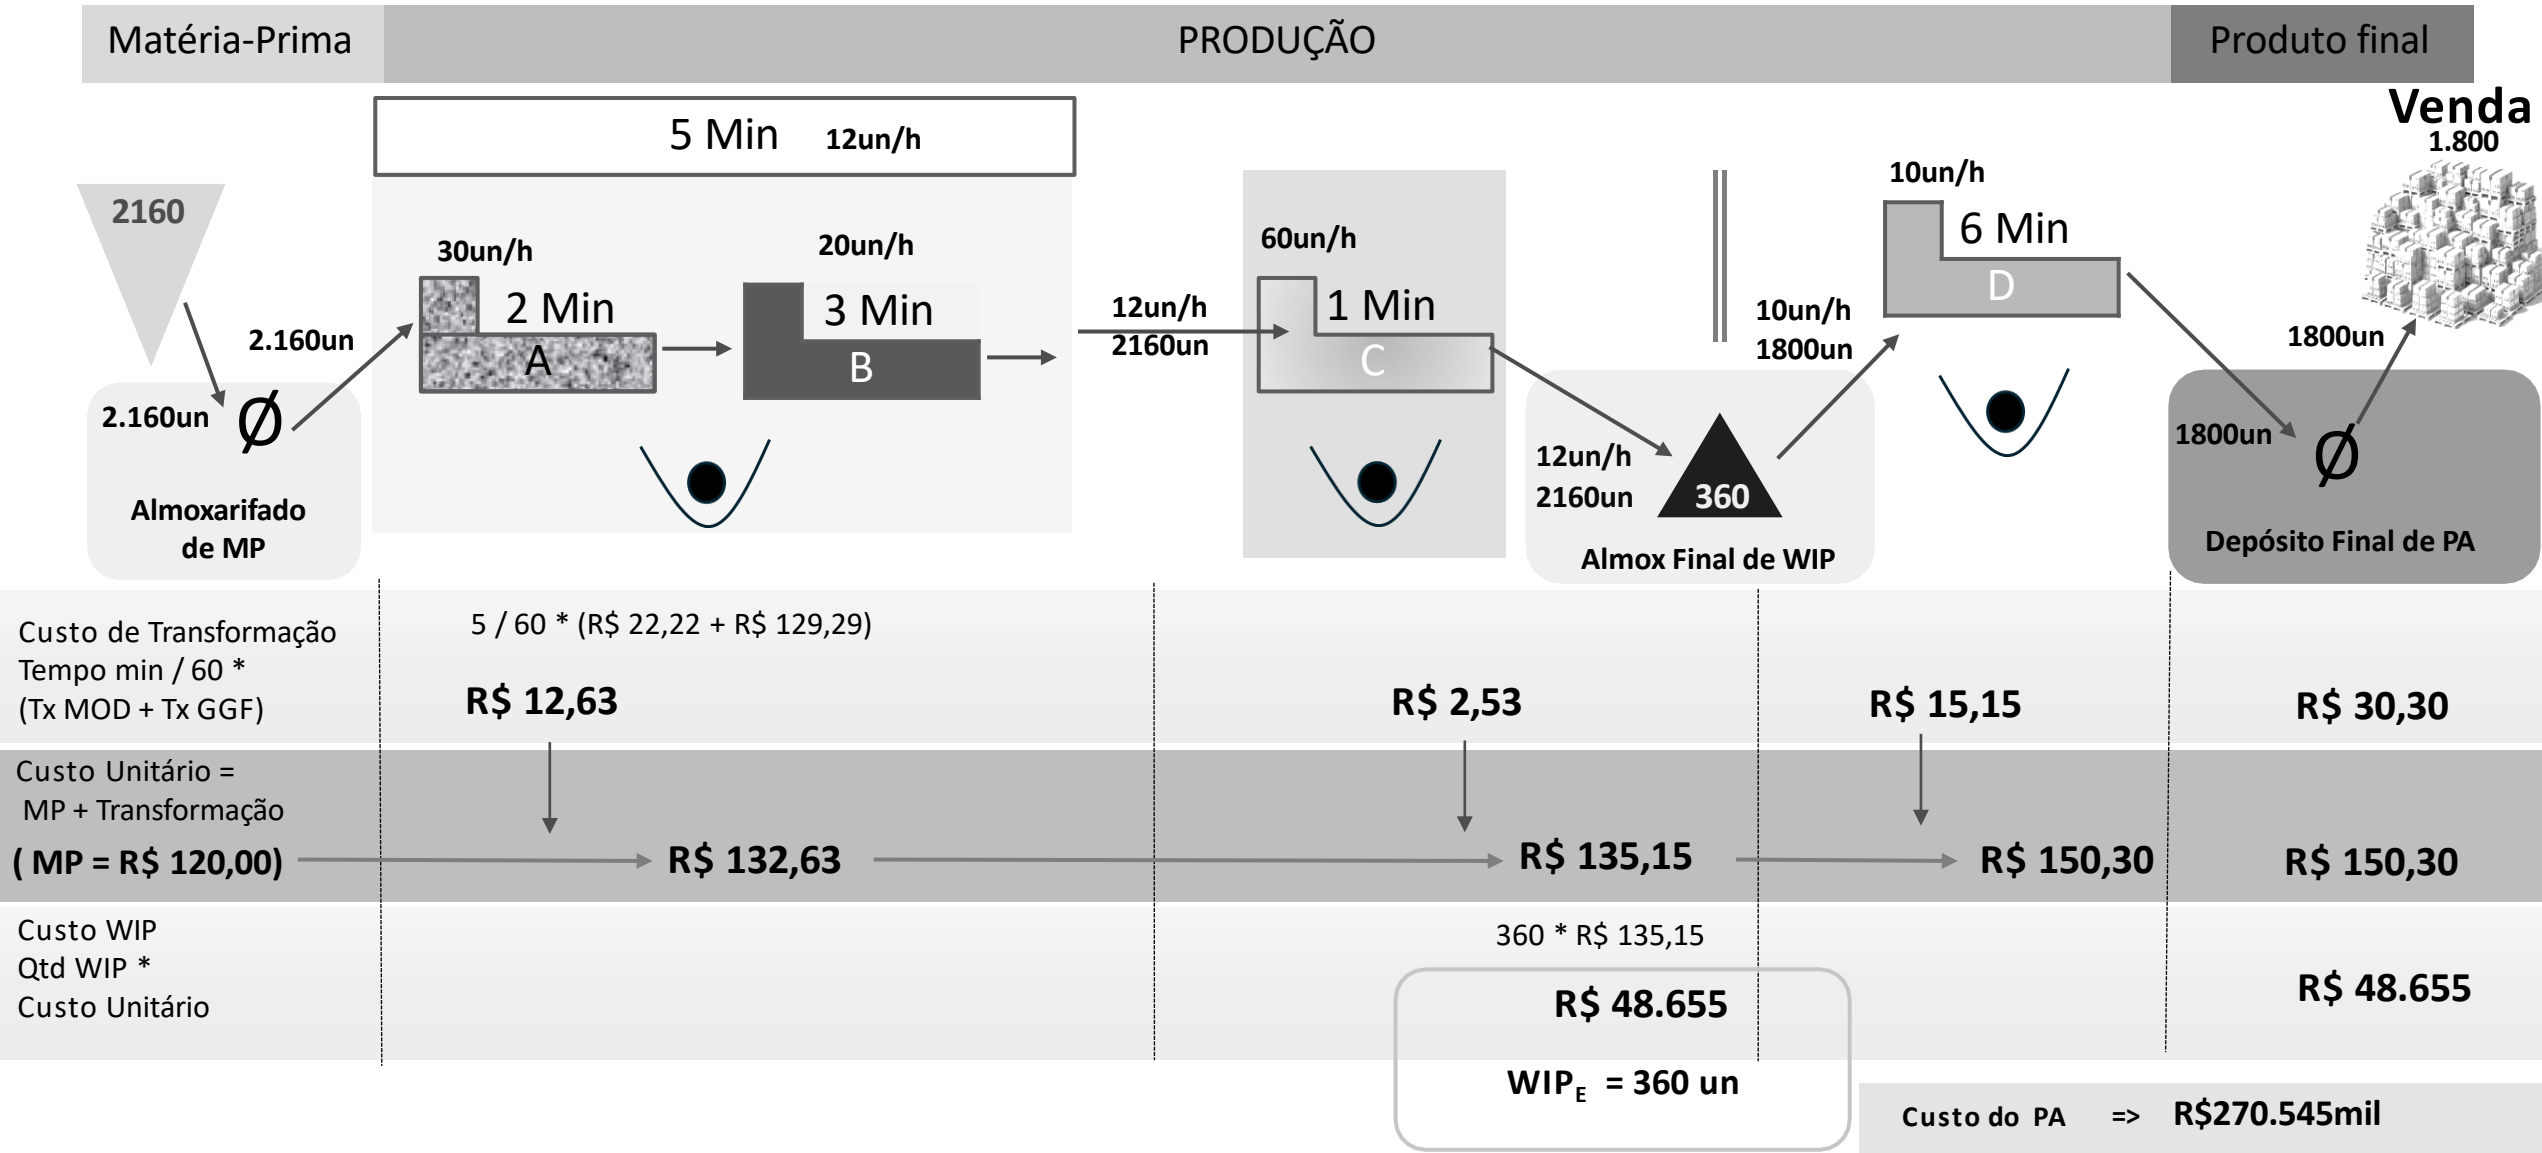 Matéria-Prima
PRODUÇÃO
Produto final
5 Min 12un/h
Venda
1.800
2160
2.160un
2.160un
Ø
Almoxarifado
de MP
30un/h
2 Min
A
20un/h
3 Min
B
12un/h
2160un
60un/h
1 Min
C
12un/h
2160un
360
Almox Final de WIP
10un/h
1800un
10un/h
6 Min
D
1800un
1800un
Ø
Depósito Final de PA
Custo de Transformação
Tempo min / 60 *
(Tx MOD + Tx GGF)
5 / 60 * (R$ 22,22 + R$ 129,29)
R$ 12,63
R$ 2,53
R$ 15,15
R$ 30,30
Custo Unitário =
MP + Transformação
( MP = R$ 120,00)
R$ 132,63
R$ 135,15
R$ 150,30
R$ 150,30
Custo WIP
Qtd WIP *
Custo Unitário
360 * R$ 135,15
R$ 48.655
R$ 48.655
WIPE = 360 un
Custo do PA => R$270.545mil